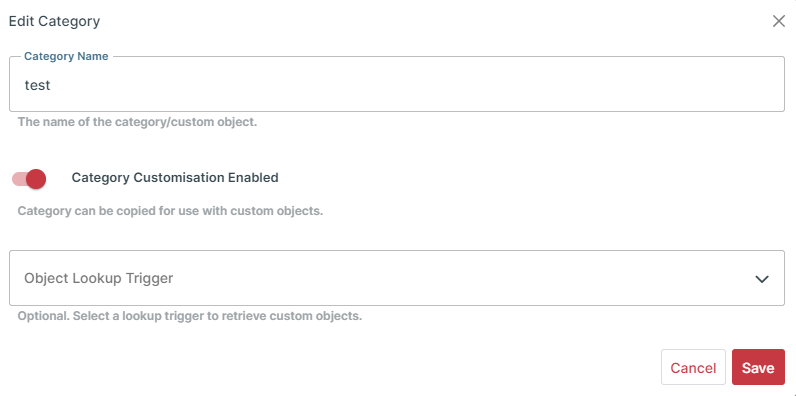 Edit Category
Category Name
test
The name of the category/custom object.
Category Customisation Enabled
Category can be copied for use with custom objects.
Object Lookup Trigger
Optional. Select a lookup trigger to retrieve custom objects.
Cancel Save